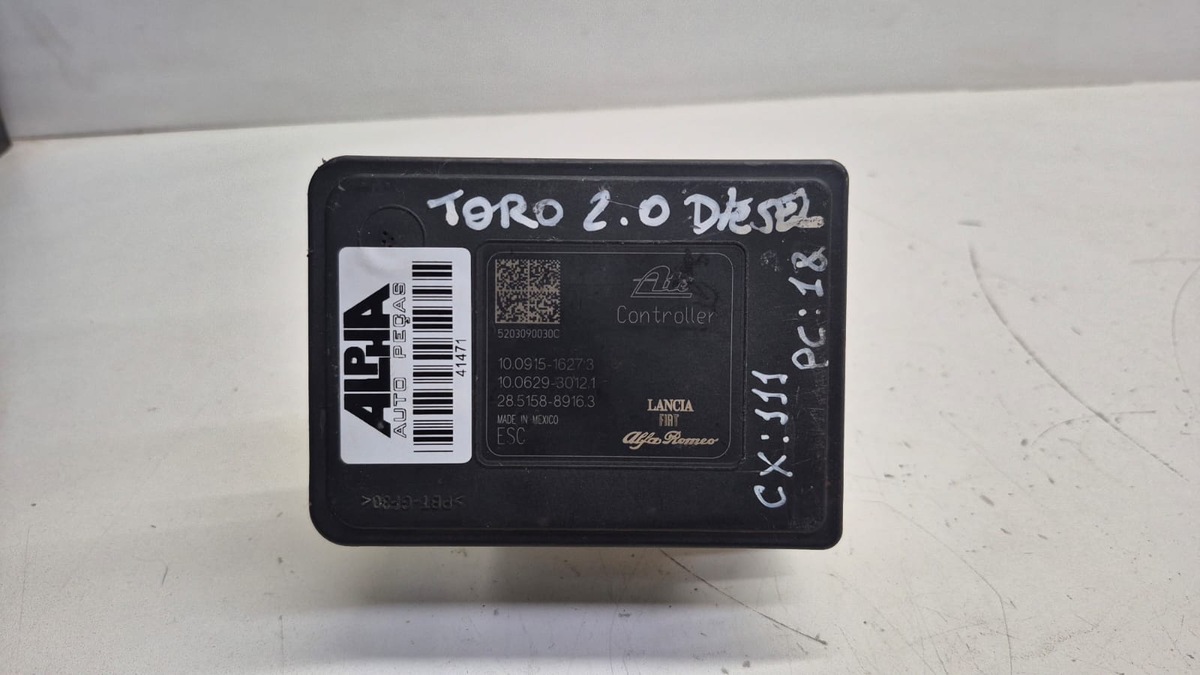 TORO 2.0 DIESEL
PC:18
CX:111
ALPHA
AUTO PEÇAS
41471
5203090030C
Ate
Controller
10.0915-1627.3
10.0629-3012.1
28.5158-8916.3
MADE IN MEXICO
ESC
LANCIA
FIAT
Alfa Romeo
>PBT-GF30<